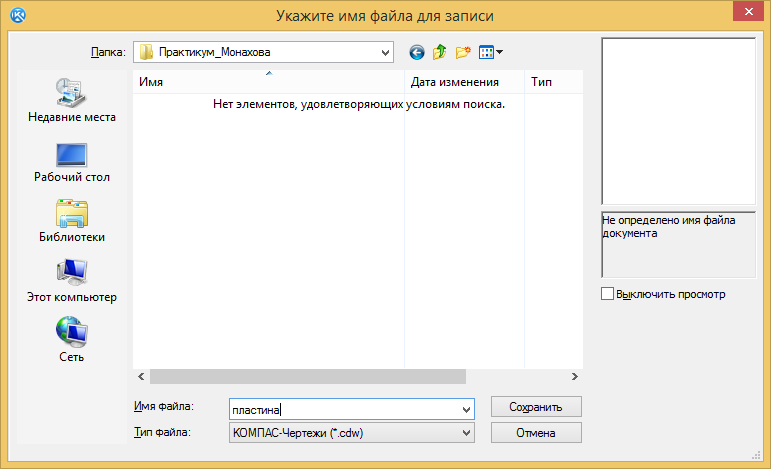 Укажите имя файла для записи
Папка: Практикум_Монахова
Имя Дата изменения Тип
Нет элементов, удовлетворяющих условиям поиска.
Недавние места
Рабочий стол
Библиотеки
Этот компьютер
Сеть
Не определено имя файла
документа
Выключить просмотр
Имя файла: пластина Сохранить
Тип файла: КОМПАС-Чертежи (*.cdw) Отмена